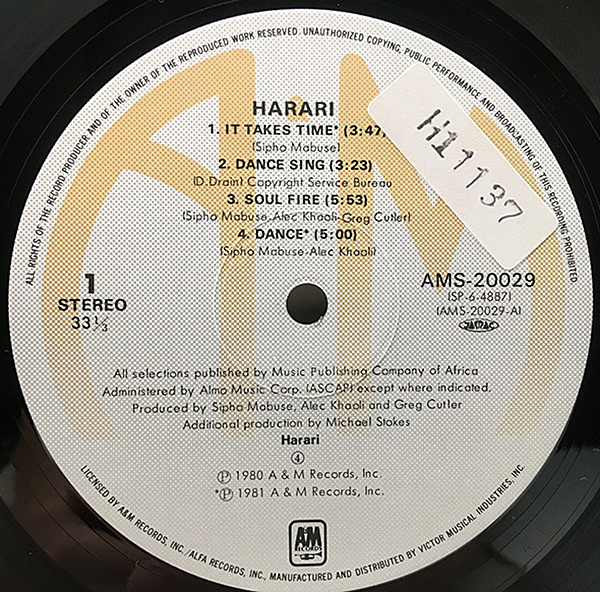 ALL RIGHTS OF THE RECORD PRODUCER AND OF THE OWNER OF THE REPRODUCED WORK RESERVED. UNAUTHORIZED COPYING, PUBLIC PERFORMANCE AND BROADCASTING OF THIS RECORDING PROHIBITED
HARARI
1. IT TAKES TIME* (3:47)
(Sipho Mabuse)
2. DANCE SING (3:23)
(D.Drain) Copyright Service Bureau
3. SOUL FIRE (5:53)
(Sipho Mabuse-Alec Khaoli-Greg Cutler)
4. DANCE* (5:00)
(Sipho Mabuse-Alec Khaoli)
H11137
1
STEREO
33⅓
AMS-20029
(SP-6-4887)
(AMS-20029-A)
JASRAC
All selections published by Music Publishing Company of Africa
Administered by Almo Music Corp. (ASCAP) except where indicated.
Produced by Sipho Mabuse, Alec Khaoli and Greg Cutler
Additional production by Michael Stokes
Harari
④
Ⓟ 1980 A & M Records, Inc.
*Ⓟ 1981 A & M Records, Inc.
A&M
RECORDS
LICENSED BY A&M RECORDS, INC./ALFA RECORDS, INC., MANUFACTURED AND DISTRIBUTED BY VICTOR MUSICAL INDUSTRIES, INC.